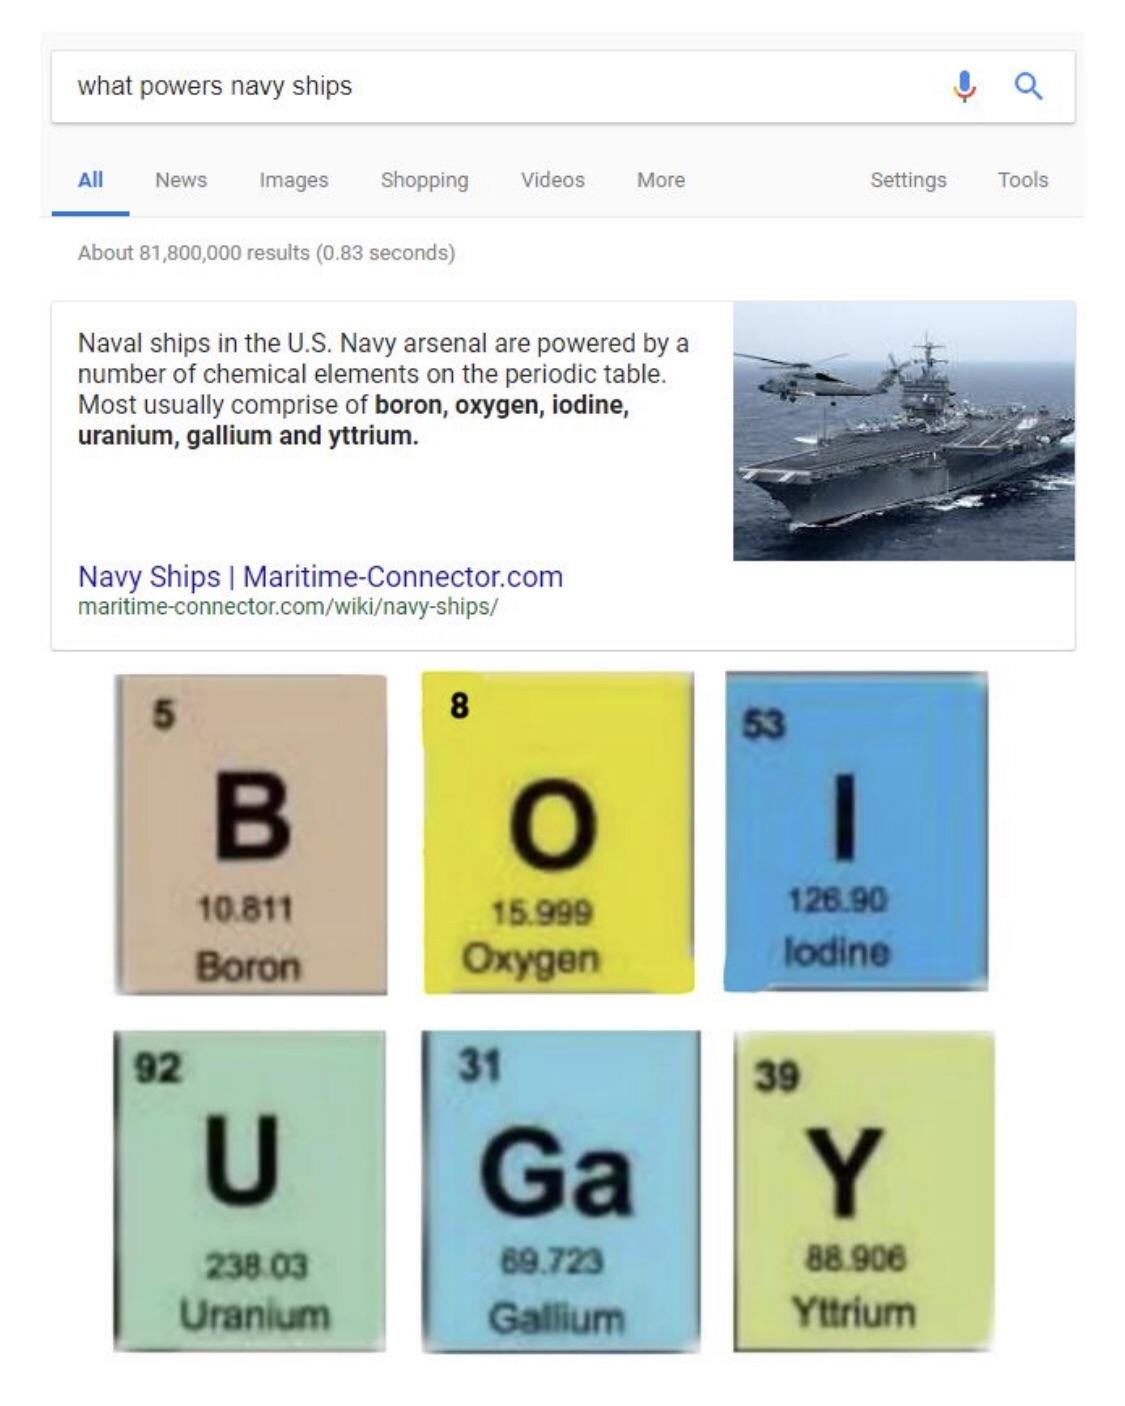 what powers navy ships
All News Images Shopping Videos More Settings Tools
About 81,800,000 results (0.83 seconds)
Naval ships in the U.S. Navy arsenal are powered by a
number of chemical elements on the periodic table.
Most usually comprise of boron, oxygen, iodine,
uranium, gallium and yttrium.
Navy Ships | Maritime-Connector.com
maritime-connector.com/wiki/navy-ships/
5 8 53
B O I
10.811 15.999 126.90
Boron Oxygen Iodine
92 31 39
U Ga Y
238.03 69.723 88.906
Uranium Gallium Yttrium